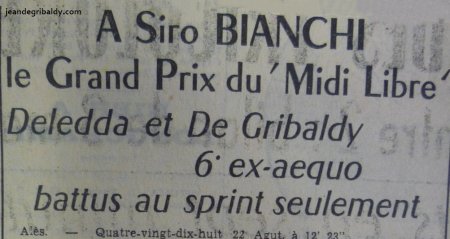 jeandegribaldy.com
A Siro BIANCHI
le Grand Prix du 'Midi Libre'
Deledda et De Gribaldy
6e ex-aequo
battus au sprint seulement
Alès. — Quatre-vingt-dix-huit 22 Agut, à 12' 23"